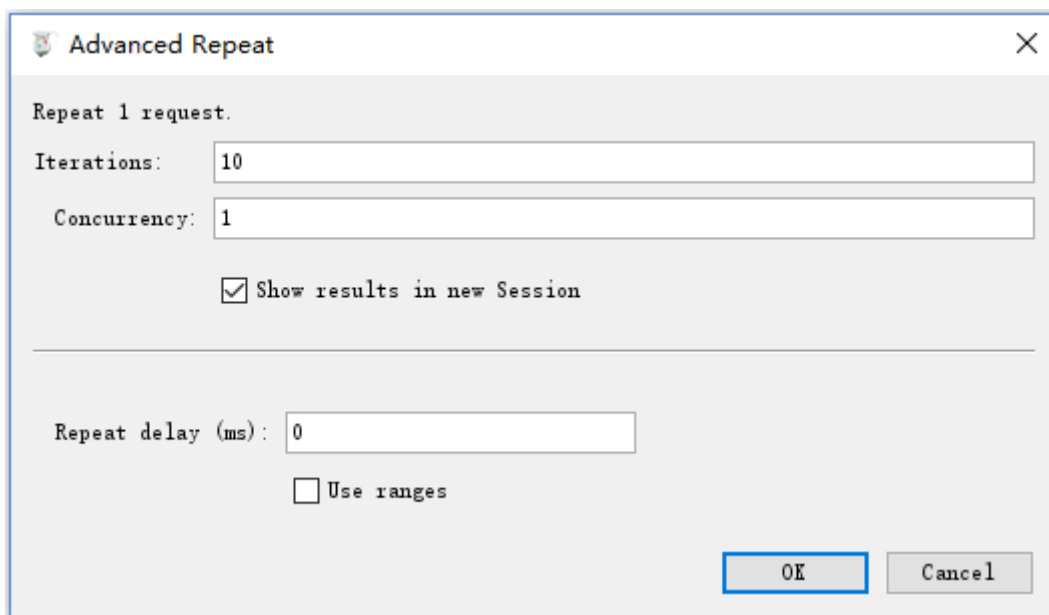 Advanced Repeat
Repeat 1 request.
Iterations: 10
Concurrency: 1
Show results in new Session
Repeat delay (ms): 0
Use ranges
OK Cancel